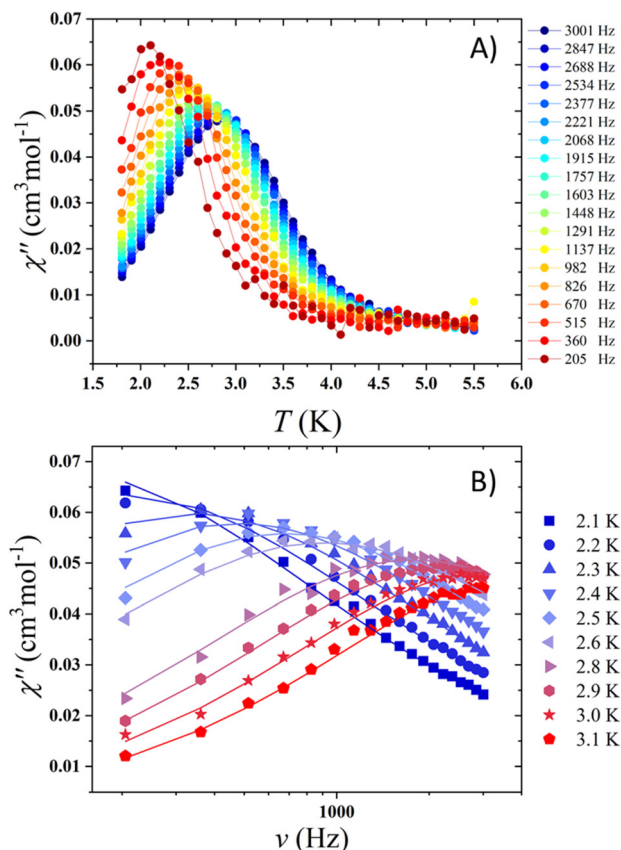 A)
χ″ (cm³mol⁻¹)
0.07
0.06
0.05
0.04
0.03
0.02
0.01
0.00
1.5 2.0 2.5 3.0 3.5 4.0 4.5 5.0 5.5 6.0
T (K)
3001 Hz
2847 Hz
2688 Hz
2534 Hz
2377 Hz
2221 Hz
2068 Hz
1915 Hz
1757 Hz
1603 Hz
1448 Hz
1291 Hz
1137 Hz
982 Hz
826 Hz
670 Hz
515 Hz
360 Hz
205 Hz
B)
χ″ (cm³mol⁻¹)
0.07
0.06
0.05
0.04
0.03
0.02
0.01
1000
ν (Hz)
2.1 K
2.2 K
2.3 K
2.4 K
2.5 K
2.6 K
2.8 K
2.9 K
3.0 K
3.1 K